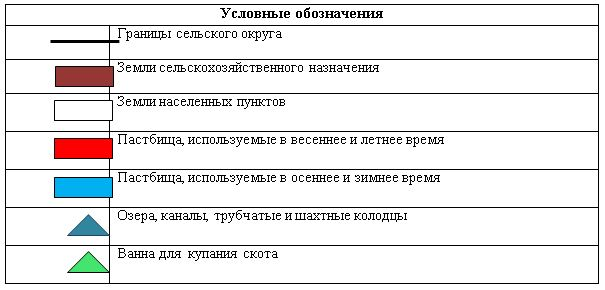 Условные обозначения
Границы сельского округа
Земли сельскохозяйственного назначения
Земли населенных пунктов
Пастбища, используемые в весеннее и летнее время
Пастбища, используемые в осеннее и зимнее время
Озера, каналы, трубчатые и шахтные колодцы
Ванна для купания скота